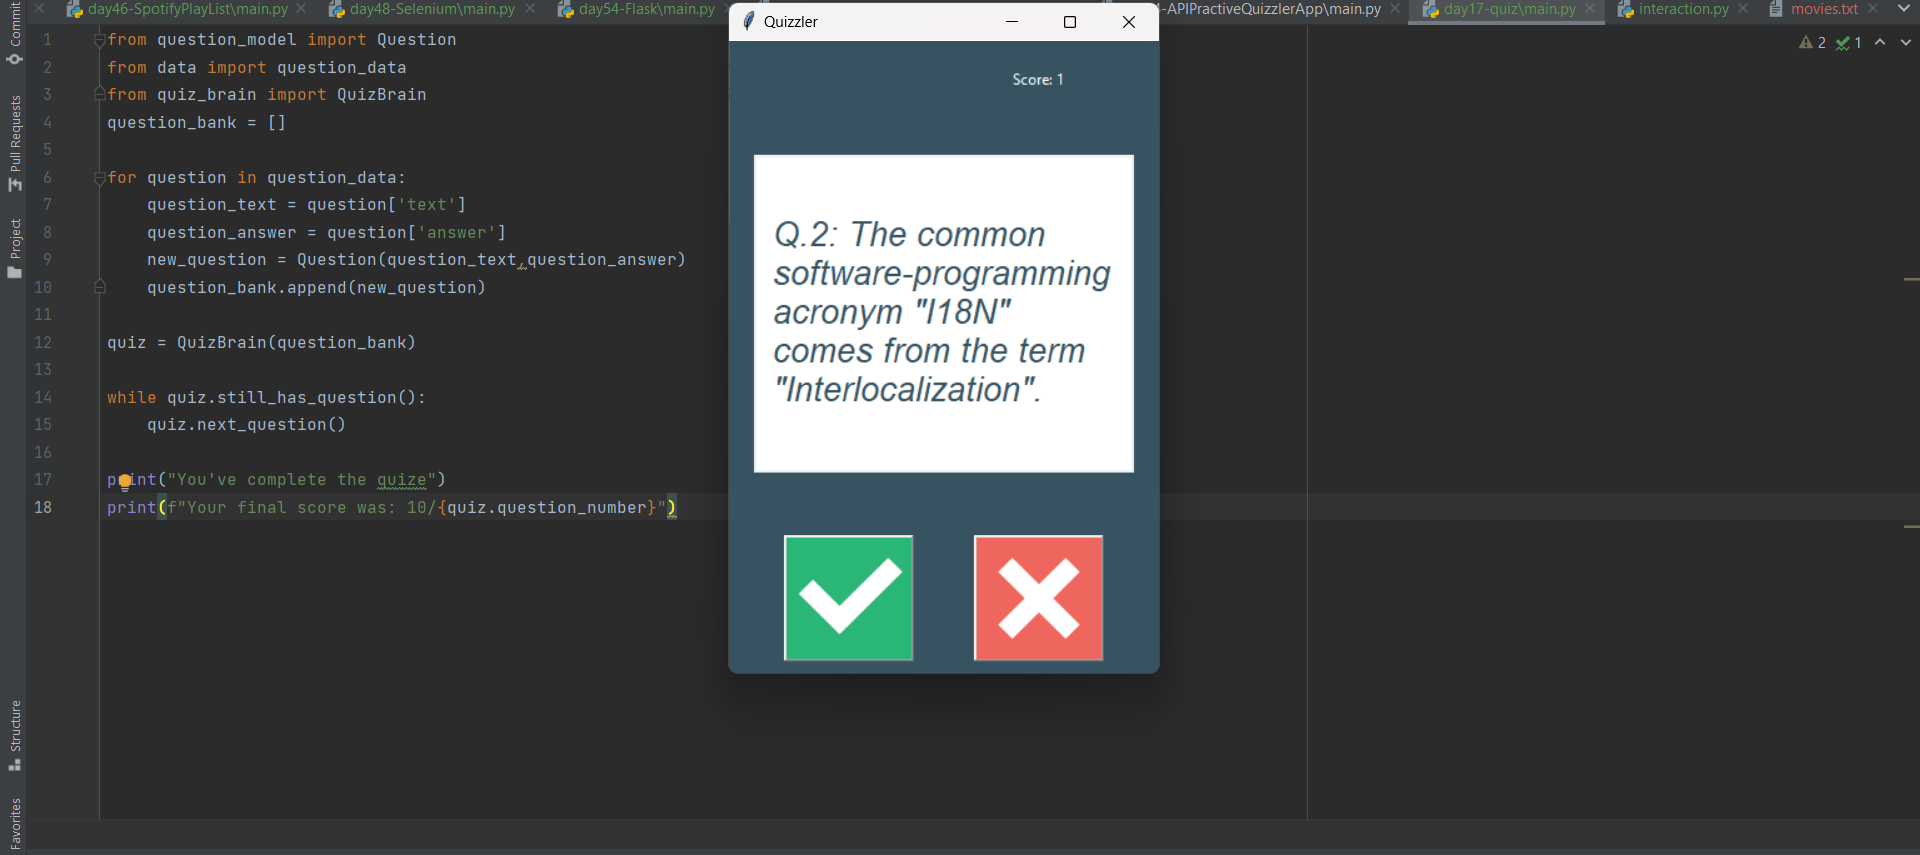 day46-SpotifyPlayList\main.py
day48-Selenium\main.py
day54-Flask\main.py
-APIPractiveQuizzlerApp\main.py
day17-quiz\main.py
interaction.py
movies.txt
Commit
Pull Requests
Project
Structure
Favorites
2
1
1 from question_model import Question
2 from data import question_data
3 from quiz_brain import QuizBrain
4 question_bank = []
5
6 for question in question_data:
7 question_text = question['text']
8 question_answer = question['answer']
9 new_question = Question(question_text,question_answer)
10 question_bank.append(new_question)
11
12 quiz = QuizBrain(question_bank)
13
14 while quiz.still_has_question():
15 quiz.next_question()
16
17 print("You've complete the quize")
18 print(f"Your final score was: 10/{quiz.question_number}")
Quizzler
Score: 1
Q.2: The common
software-programming
acronym "I18N"
comes from the term
"Interlocalization".